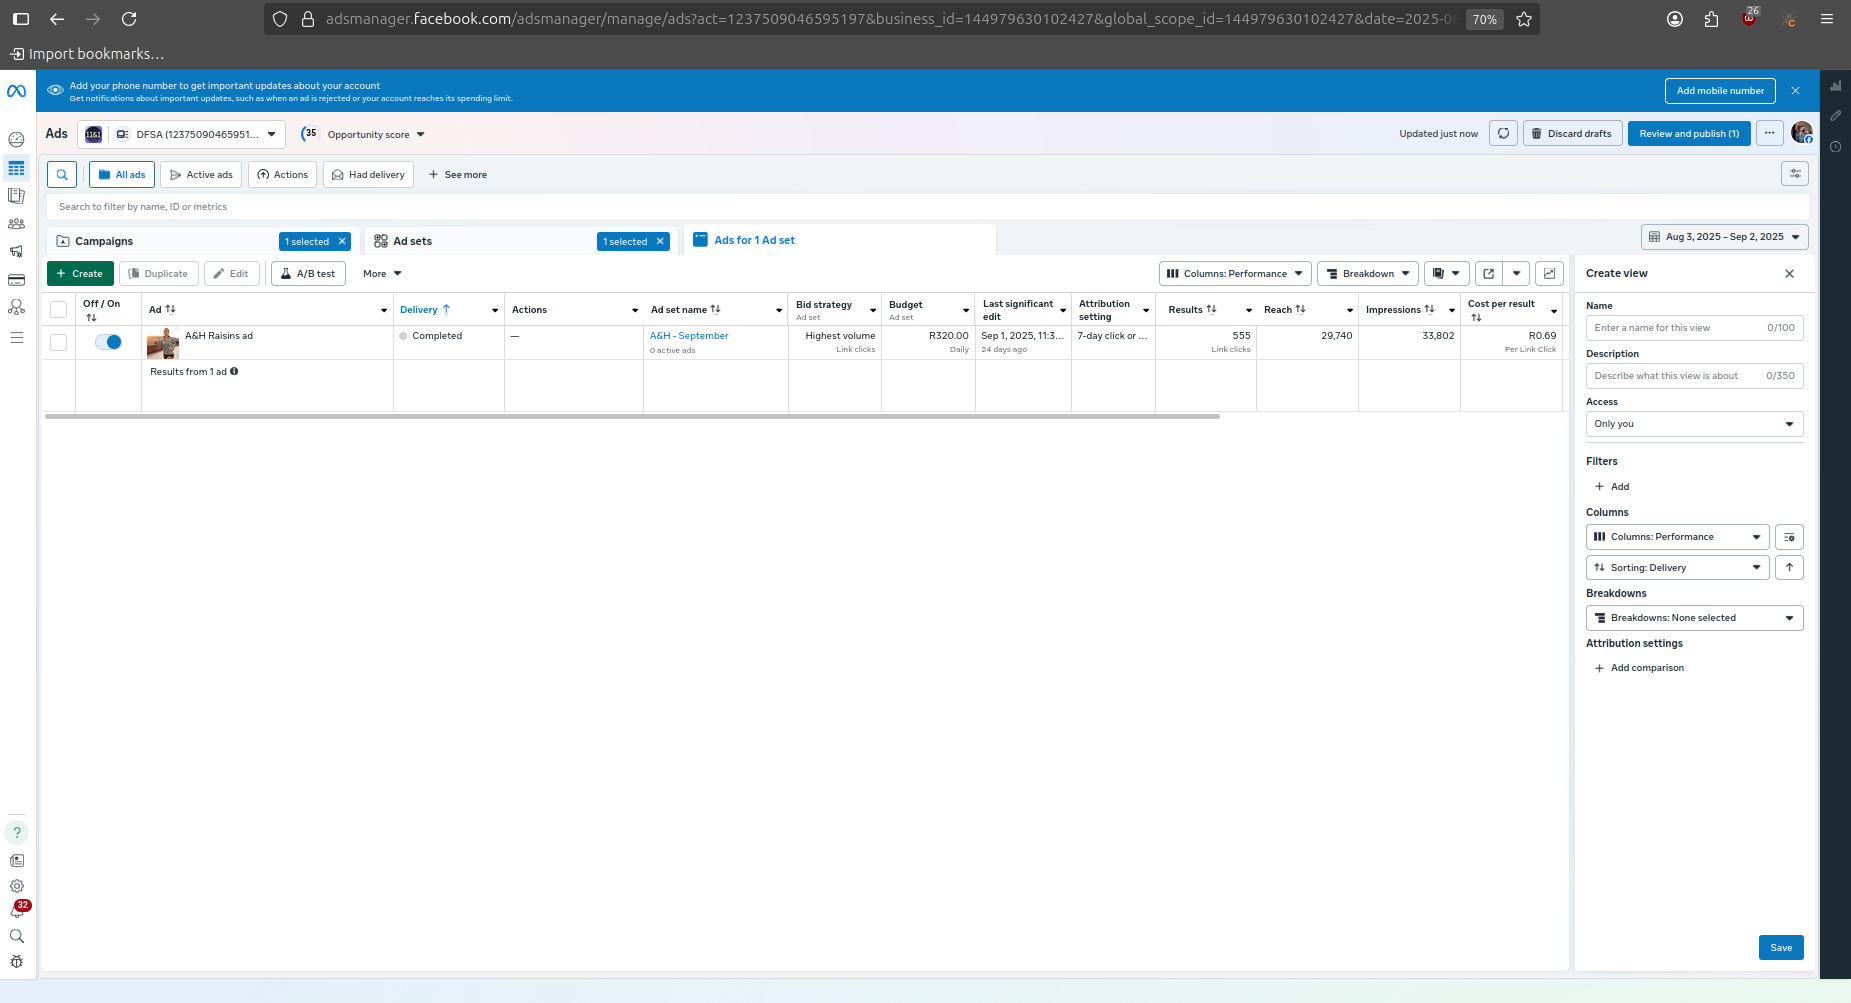 adsmanager.facebook.com/adsmanager/manage/ads?act=1237509046595197&business_id=144979630102427&global_scope_id=144979630102427&date=2025-0
70%
26
Import bookmarks...
Add your phone number to get important updates about your account
Get notifications about important updates, such as when an ad is rejected or your account reaches its spending limit.
Add mobile number
Ads
1161
DFSA (12375090465951...
35
Opportunity score
Updated just now
Discard drafts
Review and publish (1)
All ads
Active ads
Actions
Had delivery
See more
Search to filter by name, ID or metrics
Campaigns
1 selected
Ad sets
1 selected
Ads for 1 Ad set
Aug 3, 2025 – Sep 2, 2025
Create
Duplicate
Edit
A/B test
More
Columns: Performance
Breakdown
Off / On
Ad
Delivery
Actions
Ad set name
Bid strategy
Ad set
Budget
Ad set
Last significant edit
Attribution setting
Results
Reach
Impressions
Cost per result
A&H Raisins ad
Completed
—
A&H - September
0 active ads
Highest volume
Link clicks
R320.00
Daily
Sep 1, 2025, 11:3...
24 days ago
7-day click or ...
555
Link clicks
29,740
33,802
R0.69
Per Link Click
Results from 1 ad
Create view
Name
Enter a name for this view
0/100
Description
Describe what this view is about
0/350
Access
Only you
Filters
Add
Columns
Columns: Performance
Sorting: Delivery
Breakdowns
Breakdowns: None selected
Attribution settings
Add comparison
Save
?
32